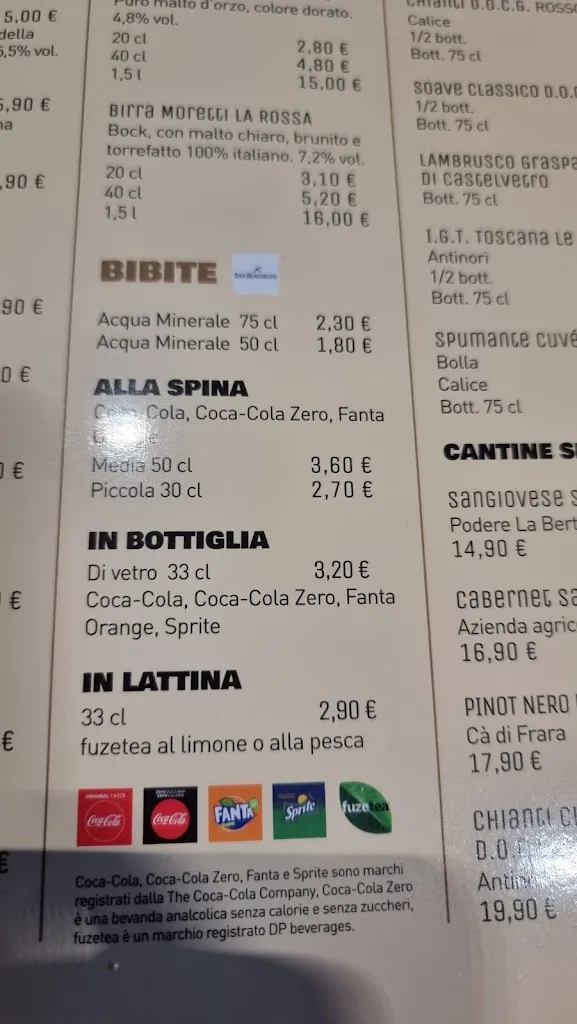 5,00 €
della
5,5% vol.
5,90 €
na
,90 €
90 €
0 €
€
€
€
Puro malto d'orzo, colore dorato.
4,8% vol.
20 cl 2,80 €
40 cl 4,80 €
1,5 l 15,00 €
BIRRA MORETTI LA ROSSA
Bock, con malto chiaro, brunito e
torrefatto 100% italiano. 7,2% vol.
20 cl 3,10 €
40 cl 5,20 €
1,5 l 16,00 €
BIBITE SAN BENEDETTO
Acqua Minerale 75 cl 2,30 €
Acqua Minerale 50 cl 1,80 €
ALLA SPINA
Cola, Coca-Cola Zero, Fanta
Media 50 cl 3,60 €
Piccola 30 cl 2,70 €
IN BOTTIGLIA
Di vetro 33 cl 3,20 €
Coca-Cola, Coca-Cola Zero, Fanta
Orange, Sprite
IN LATTINA
33 cl 2,90 €
fuzetea al limone o alla pesca
ORIGINAL TASTE
Coca-Cola
Coca-Cola
FANTA
Sprite
fuzetea
Coca-Cola, Coca-Cola Zero, Fanta e Sprite sono marchi
registrati dalla The Coca-Cola Company, Coca-Cola Zero
è una bevanda analcolica senza calorie e senza zuccheri,
fuzetea è un marchio registrato DP beverages.
CHIANTI D.O.C.G. ROSSO
Calice
1/2 bott.
Bott. 75 cl
SOAVE CLASSICO D.O.C
1/2 bott.
Bott. 75 cl
LAMBRUSCO GRASPA
DI CASTELVETRO
Bott. 75 cl
I.G.T. TOSCANA LE
Antinori
1/2 bott.
Bott. 75 cl
SPUMANTE CUVÉ
Bolla
Calice
Bott. 75 cl
CANTINE S
SANGIOVESE S
Podere La Bert
14,90 €
CABERNET SA
Azienda agric
16,90 €
PINOT NERO
Cà di Frara
17,90 €
CHIANTI CL
D.O.
Antin
19,90 €